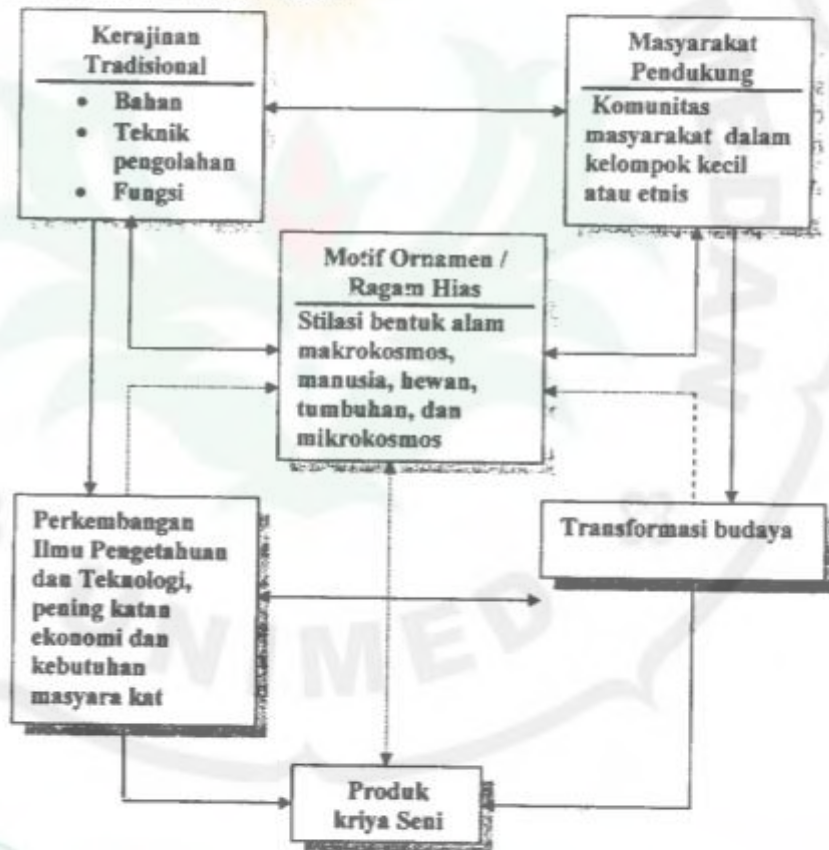 Kerajinan
Tradisional
• Bahan
• Teknik
pengolahan
• Fungsi
Masyarakat
Pendukung
Komunitas
masyarakat dalam
kelompok kecil
atau etnis
Motif Ornamen /
Ragam Hias
Stilasi bentuk alam
makrokosmos,
manusia, hewan,
tumbuhan, dan
mikrokosmos
Perkembangan
Ilmu Pengetahuan
dan Teknologi,
pening katan
ekonomi dan
kebutuhan
masyara kat
Transformasi budaya
Produk
kriya Seni
UNIMED